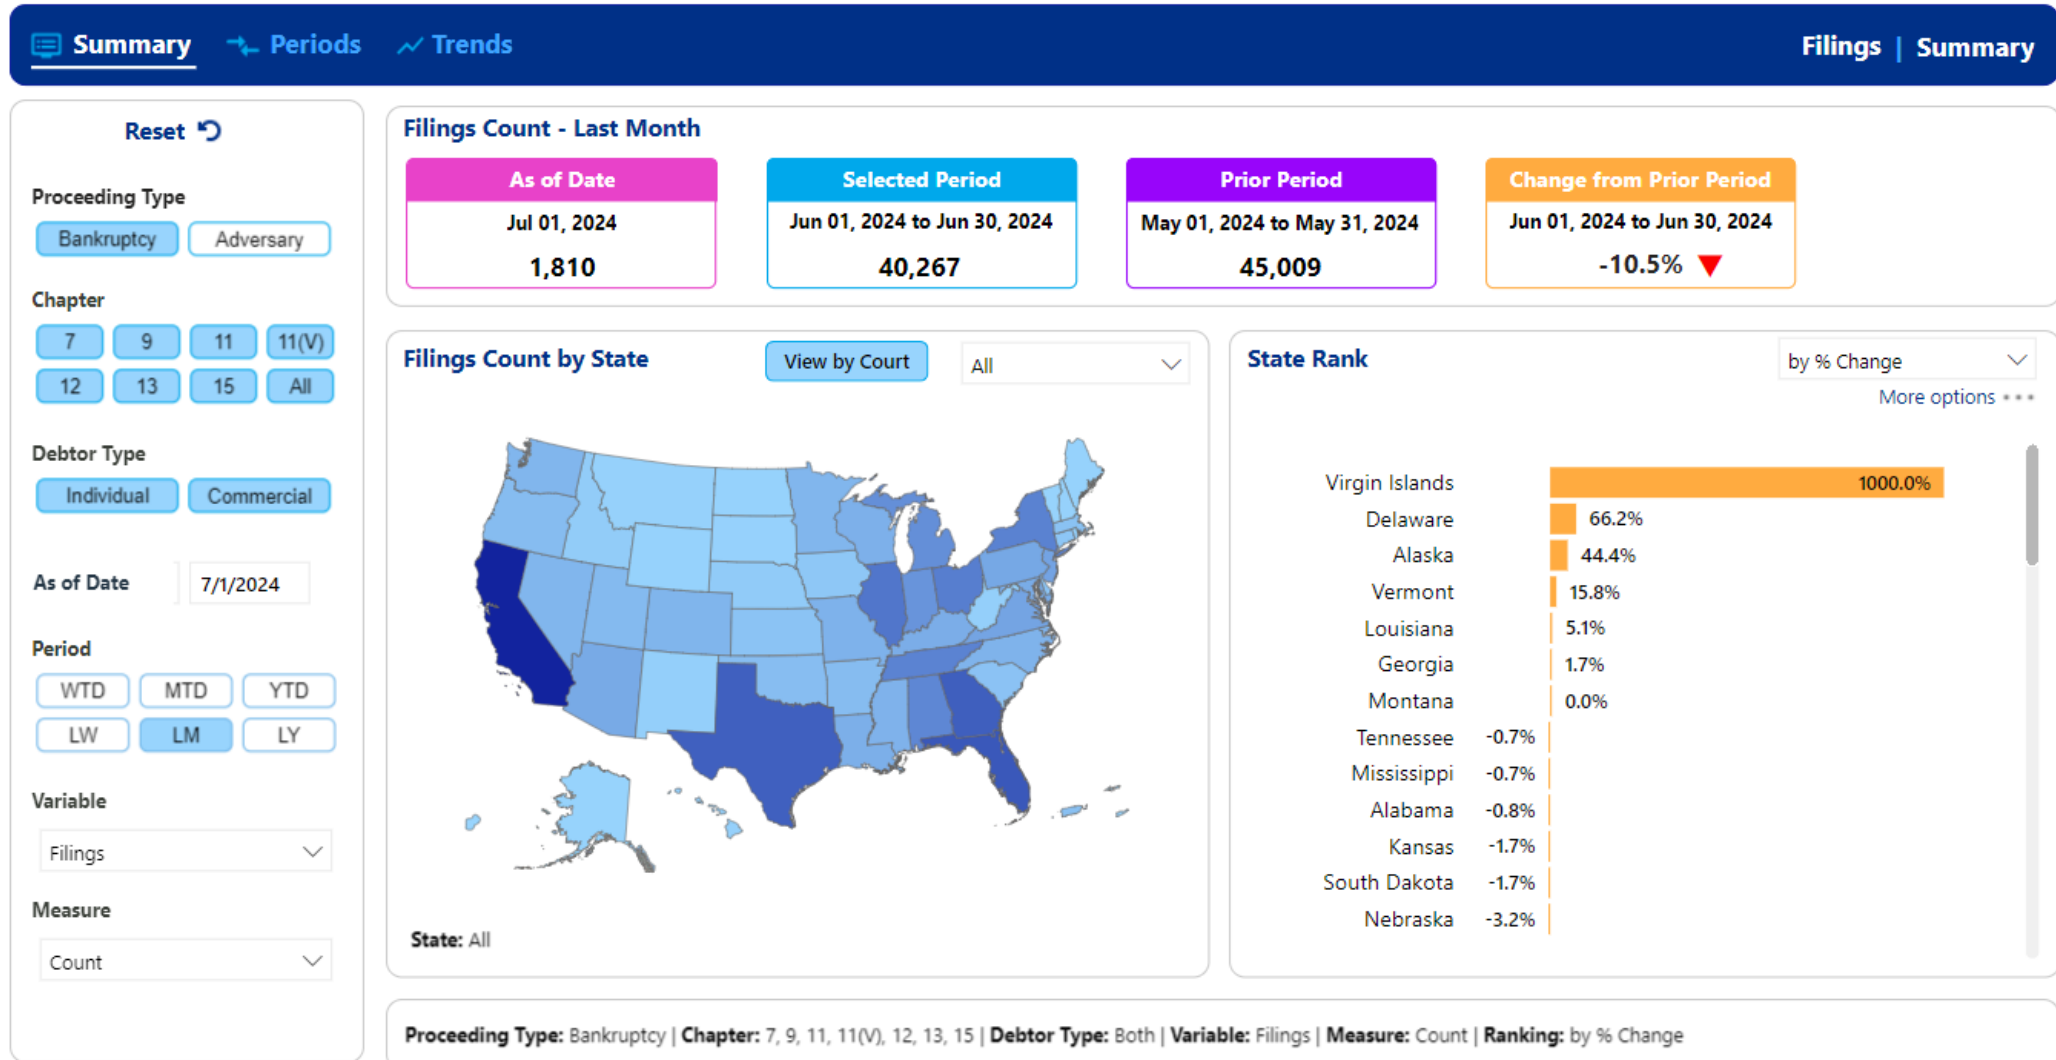 Summary
Periods
Trends
Filings | Summary
Reset
Proceeding Type
Bankruptcy
Adversary
Chapter
7
9
11
11(V)
12
13
15
All
Debtor Type
Individual
Commercial
As of Date
7/1/2024
Period
WTD
MTD
YTD
LW
LM
LY
Variable
Filings
Measure
Count
Filings Count - Last Month
As of Date
Jul 01, 2024
1,810
Selected Period
Jun 01, 2024 to Jun 30, 2024
40,267
Prior Period
May 01, 2024 to May 31, 2024
45,009
Change from Prior Period
Jun 01, 2024 to Jun 30, 2024
-10.5%
Filings Count by State
View by Court
All
State: All
State Rank
by % Change
More options
Virgin Islands 1000.0%
Delaware 66.2%
Alaska 44.4%
Vermont 15.8%
Louisiana 5.1%
Georgia 1.7%
Montana 0.0%
Tennessee -0.7%
Mississippi -0.7%
Alabama -0.8%
Kansas -1.7%
South Dakota -1.7%
Nebraska -3.2%
Proceeding Type: Bankruptcy | Chapter: 7, 9, 11, 11(V), 12, 13, 15 | Debtor Type: Both | Variable: Filings | Measure: Count | Ranking: by % Change